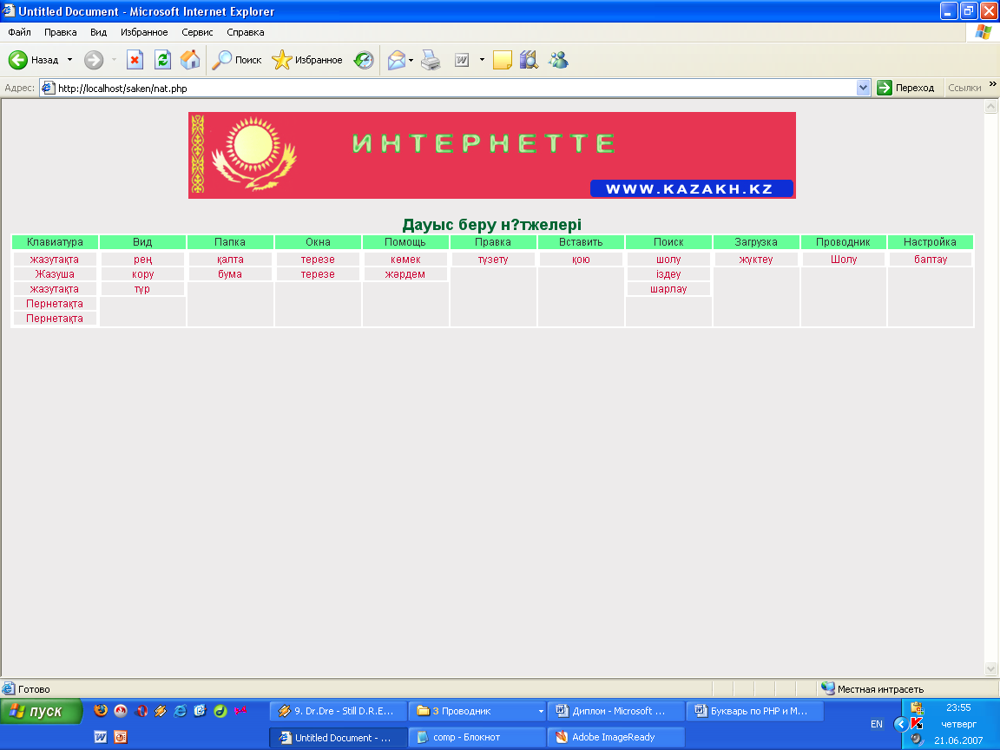 Untitled Document - Microsoft Internet Explorer
Файл Правка Вид Избранное Сервис Справка
Назад Поиск Избранное
Адрес: http://localhost/saken/nat.php Переход Ссылки »
ИНТЕРНЕТТЕ
WWW.KAZAKH.KZ
Дауыс беру н?тжелері
Клавиатура Вид Папка Окна Помощь Правка Вставить Поиск Загрузка Проводник Настройка
жазутақта рең қалта терезе көмек түзету қою шолу жүктеу Шолу баптау
Жазуша кору бума терезе жәрдем іздеу
жазутақта түр шарлау
Пернетақта
Пернетақта
Готово Местная интрасеть
пуск 9. Dr.Dre - Still D.R.E... 3 Проводник Диплом - Microsoft ... Букварь по PHP и M... 23:55
EN четверг
Untitled Document - ... comp - Блокнот Adobe ImageReady 21.06.2007